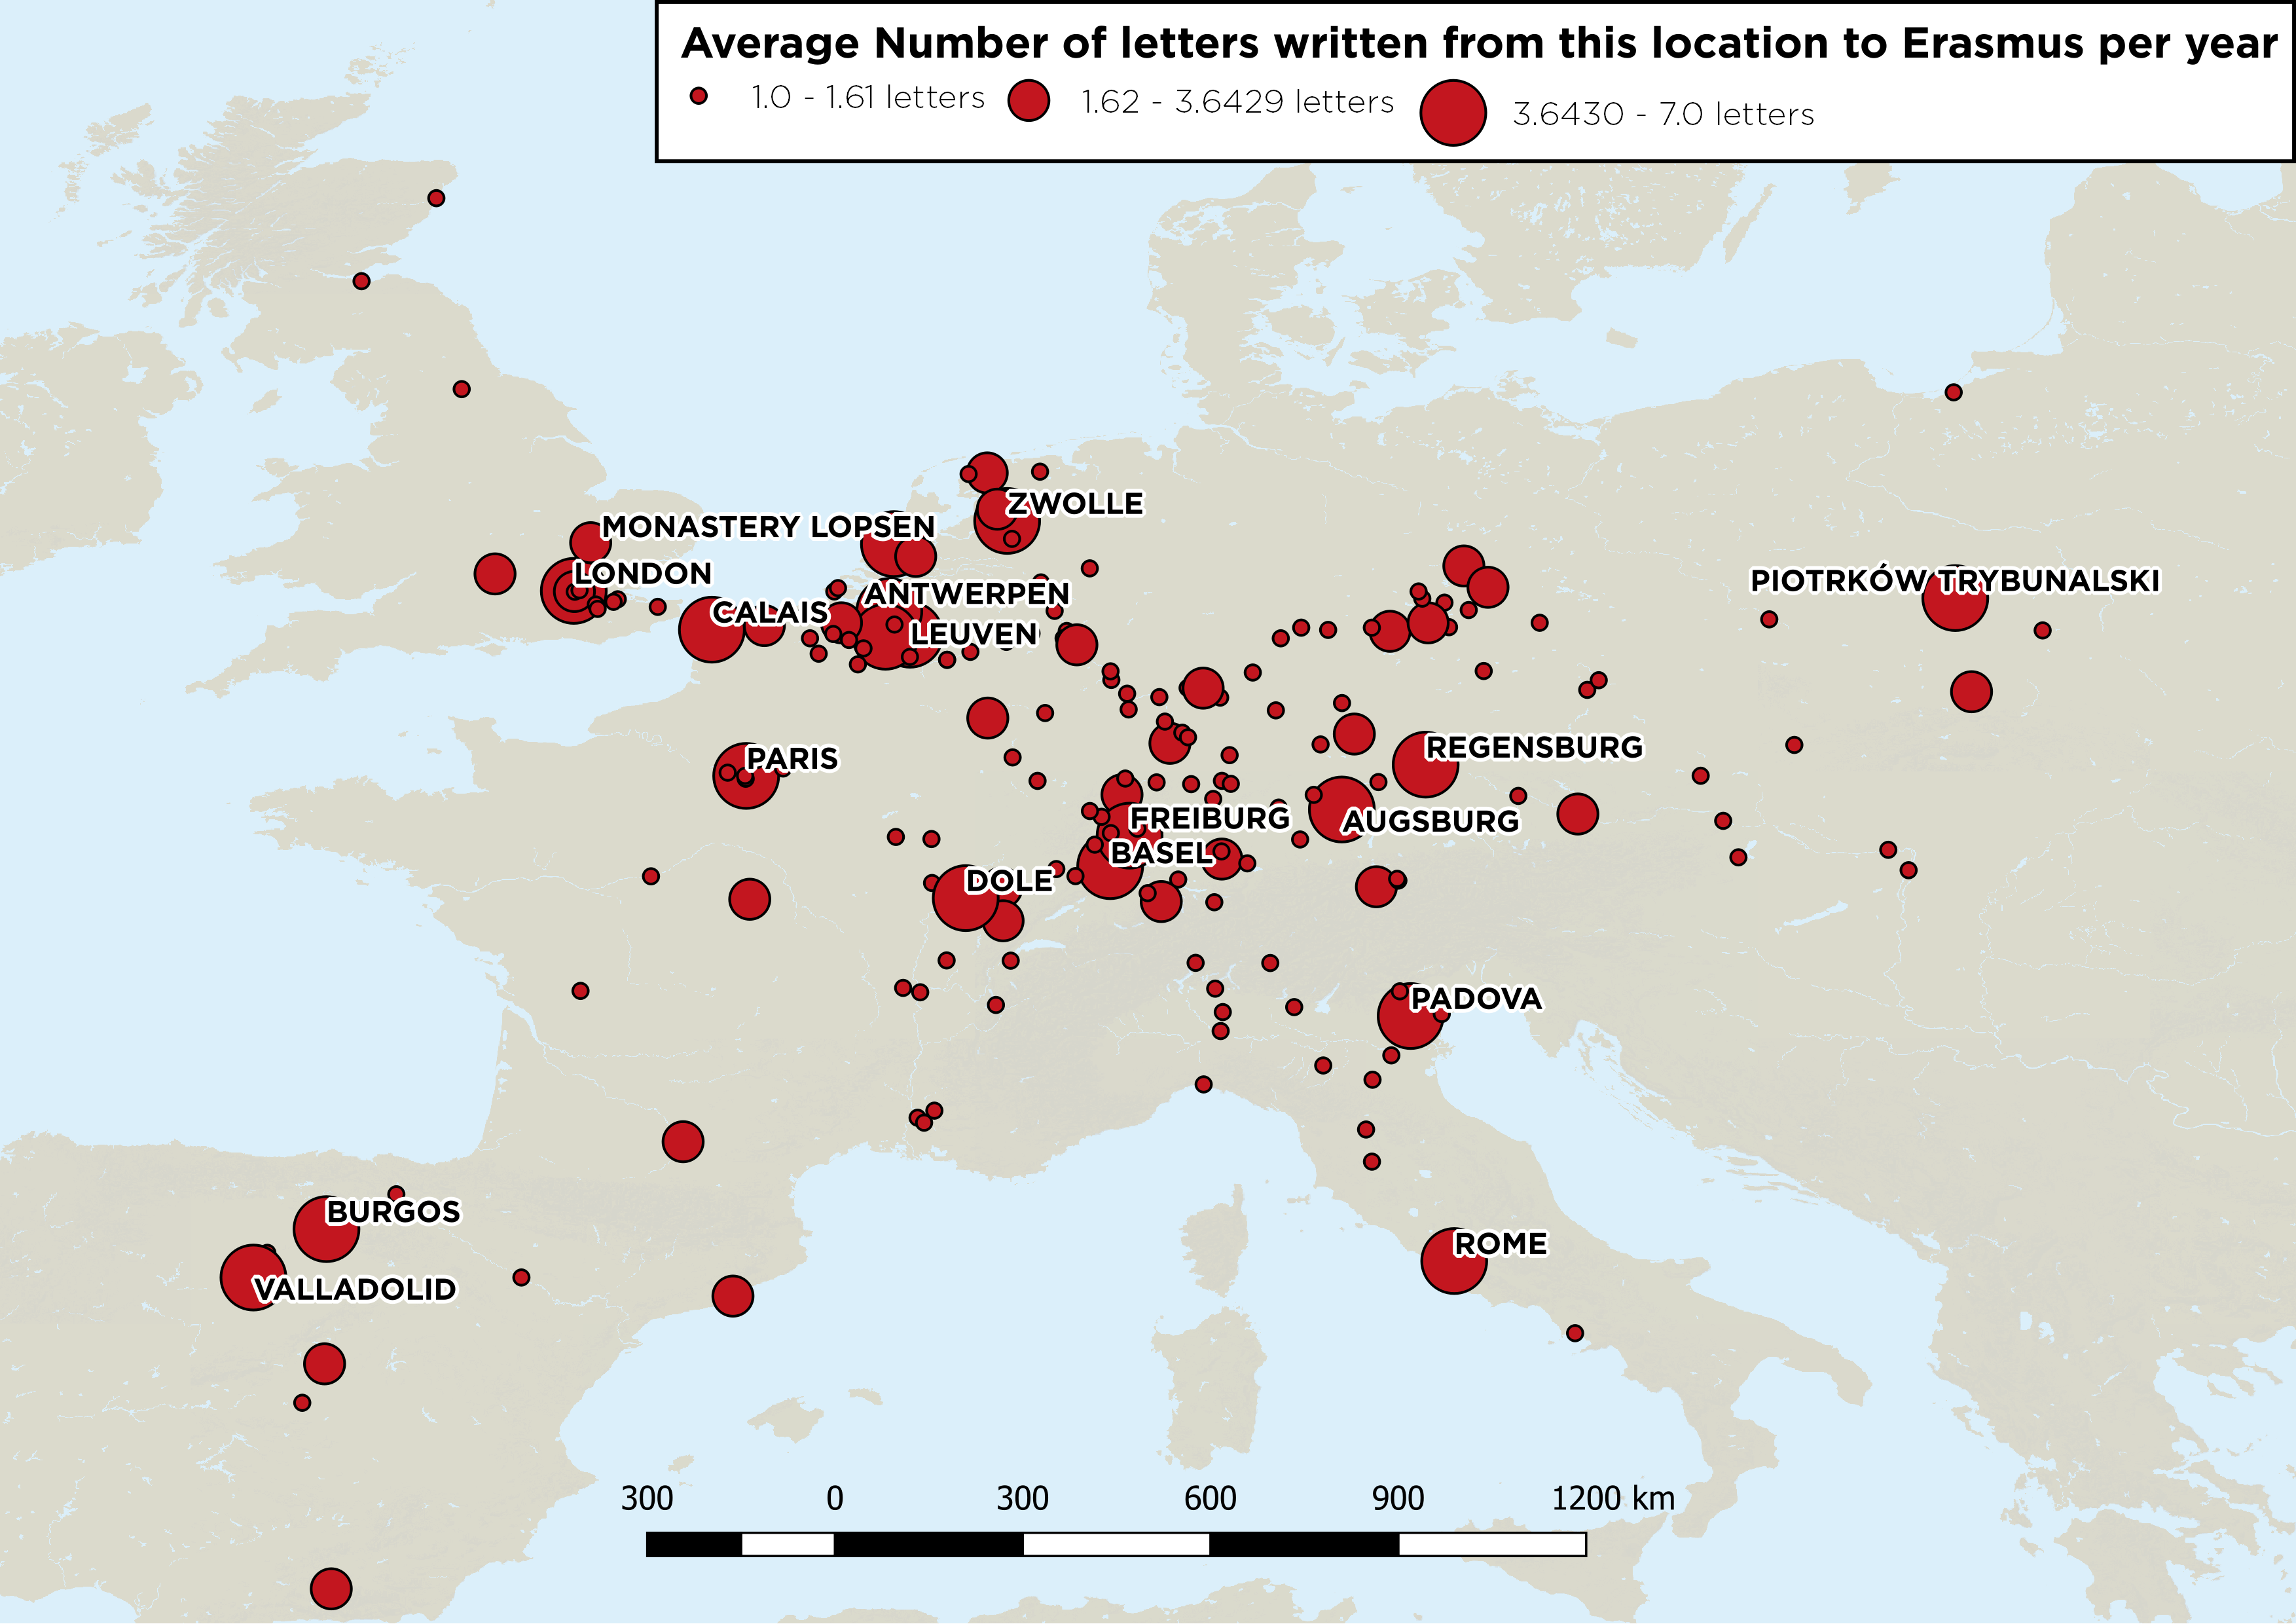 Average Number of letters written from this location to Erasmus per year
1.0 - 1.61 letters 1.62 - 3.6429 letters 3.6430 - 7.0 letters
ZWOLLE
MONASTERY LOPSEN
LONDON
PIOTRKÓW TRYBUNALSKI
ANTWERPEN
CALAIS
LEUVEN
REGENSBURG
PARIS
FREIBURG
AUGSBURG
BASEL
DOLE
PADOVA
BURGOS
ROME
VALLADOLID
300 0 300 600 900 1200 km